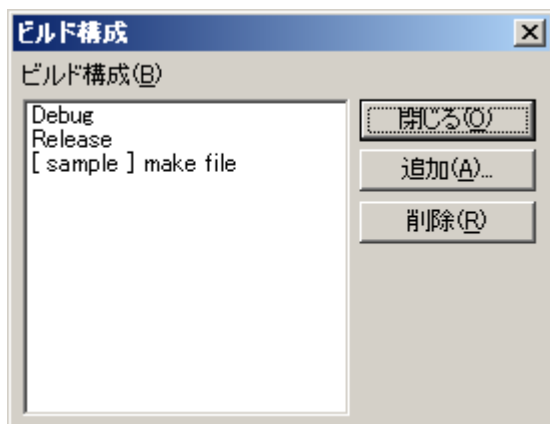 ビルド構成
ビルド構成(B)
Debug
Release
[ sample ] make file
閉じる(O)
追加(A)...
削除(R)